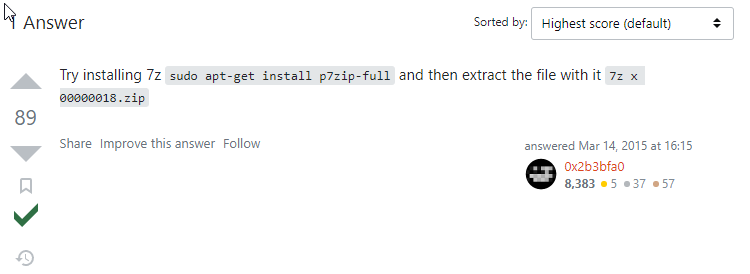 1 Answer
Sorted by: Highest score (default)
Try installing 7z sudo apt-get install p7zip-full and then extract the file with it 7z x
00000018.zip
89
Share Improve this answer Follow
answered Mar 14, 2015 at 16:15
0x2b3bfa0
8,383 5 37 57